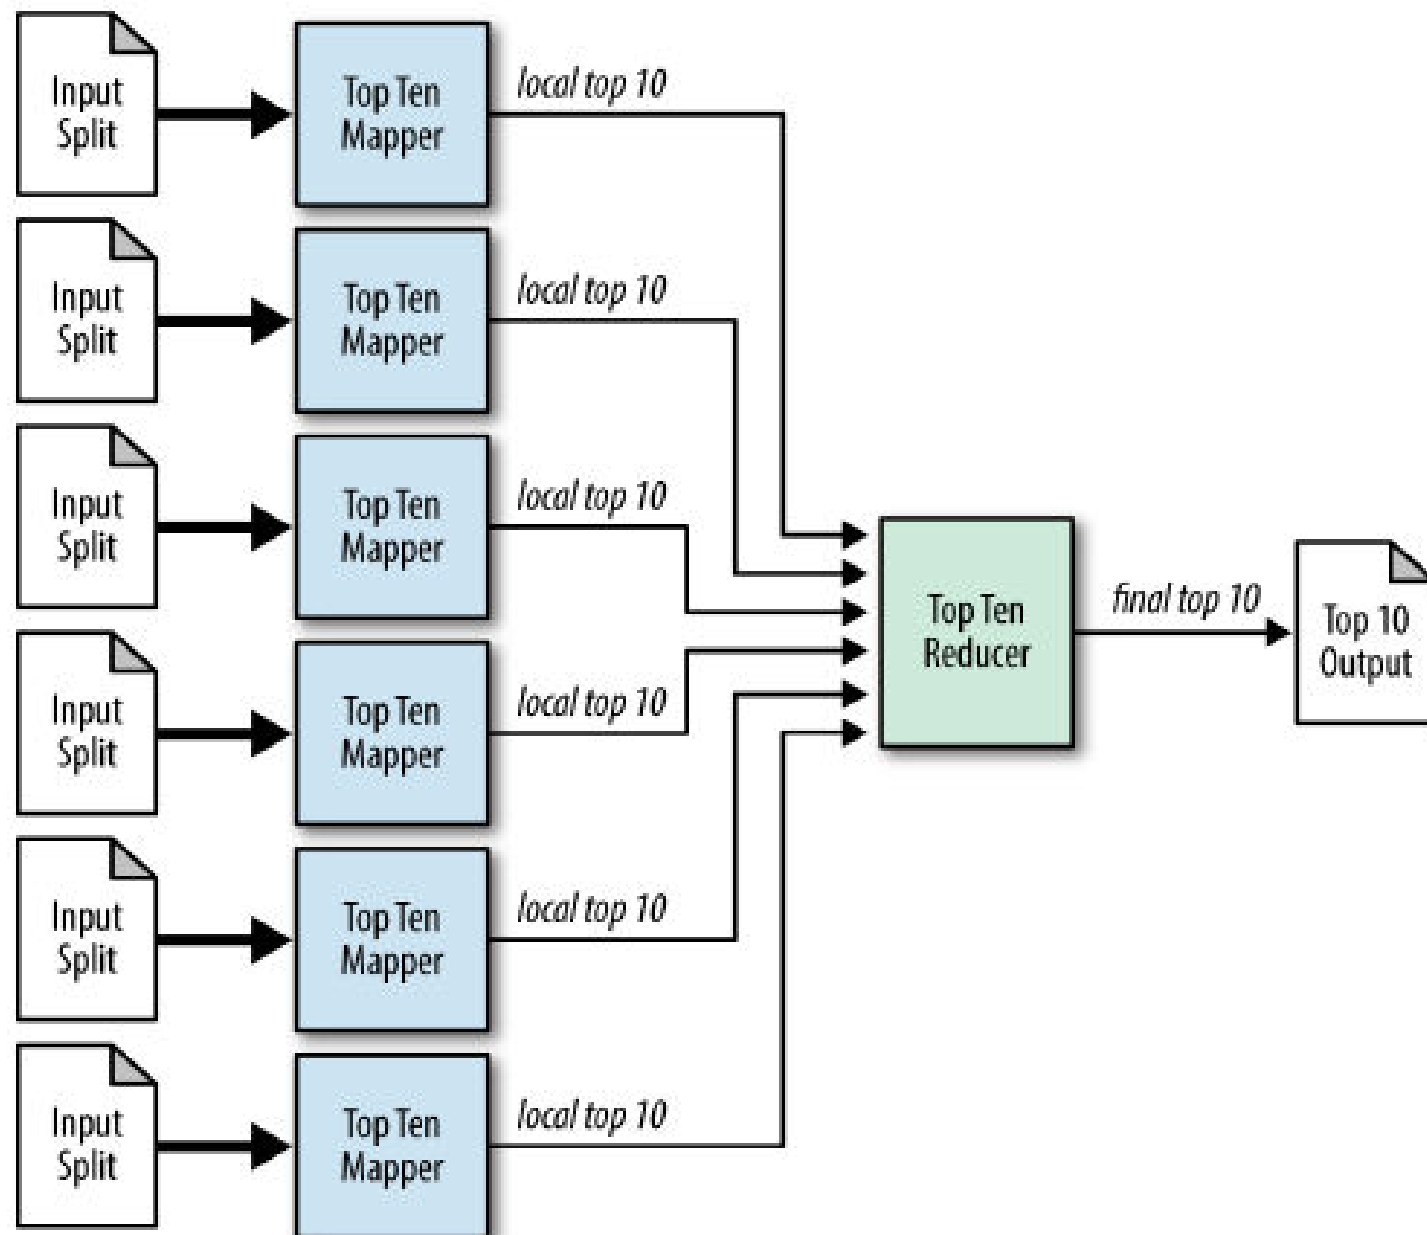 Input
Split
Top Ten
Mapper
local top 10
Input
Split
Top Ten
Mapper
local top 10
Input
Split
Top Ten
Mapper
local top 10
Input
Split
Top Ten
Mapper
local top 10
Input
Split
Top Ten
Mapper
local top 10
Input
Split
Top Ten
Mapper
local top 10
Top Ten
Reducer
final top 10
Top 10
Output